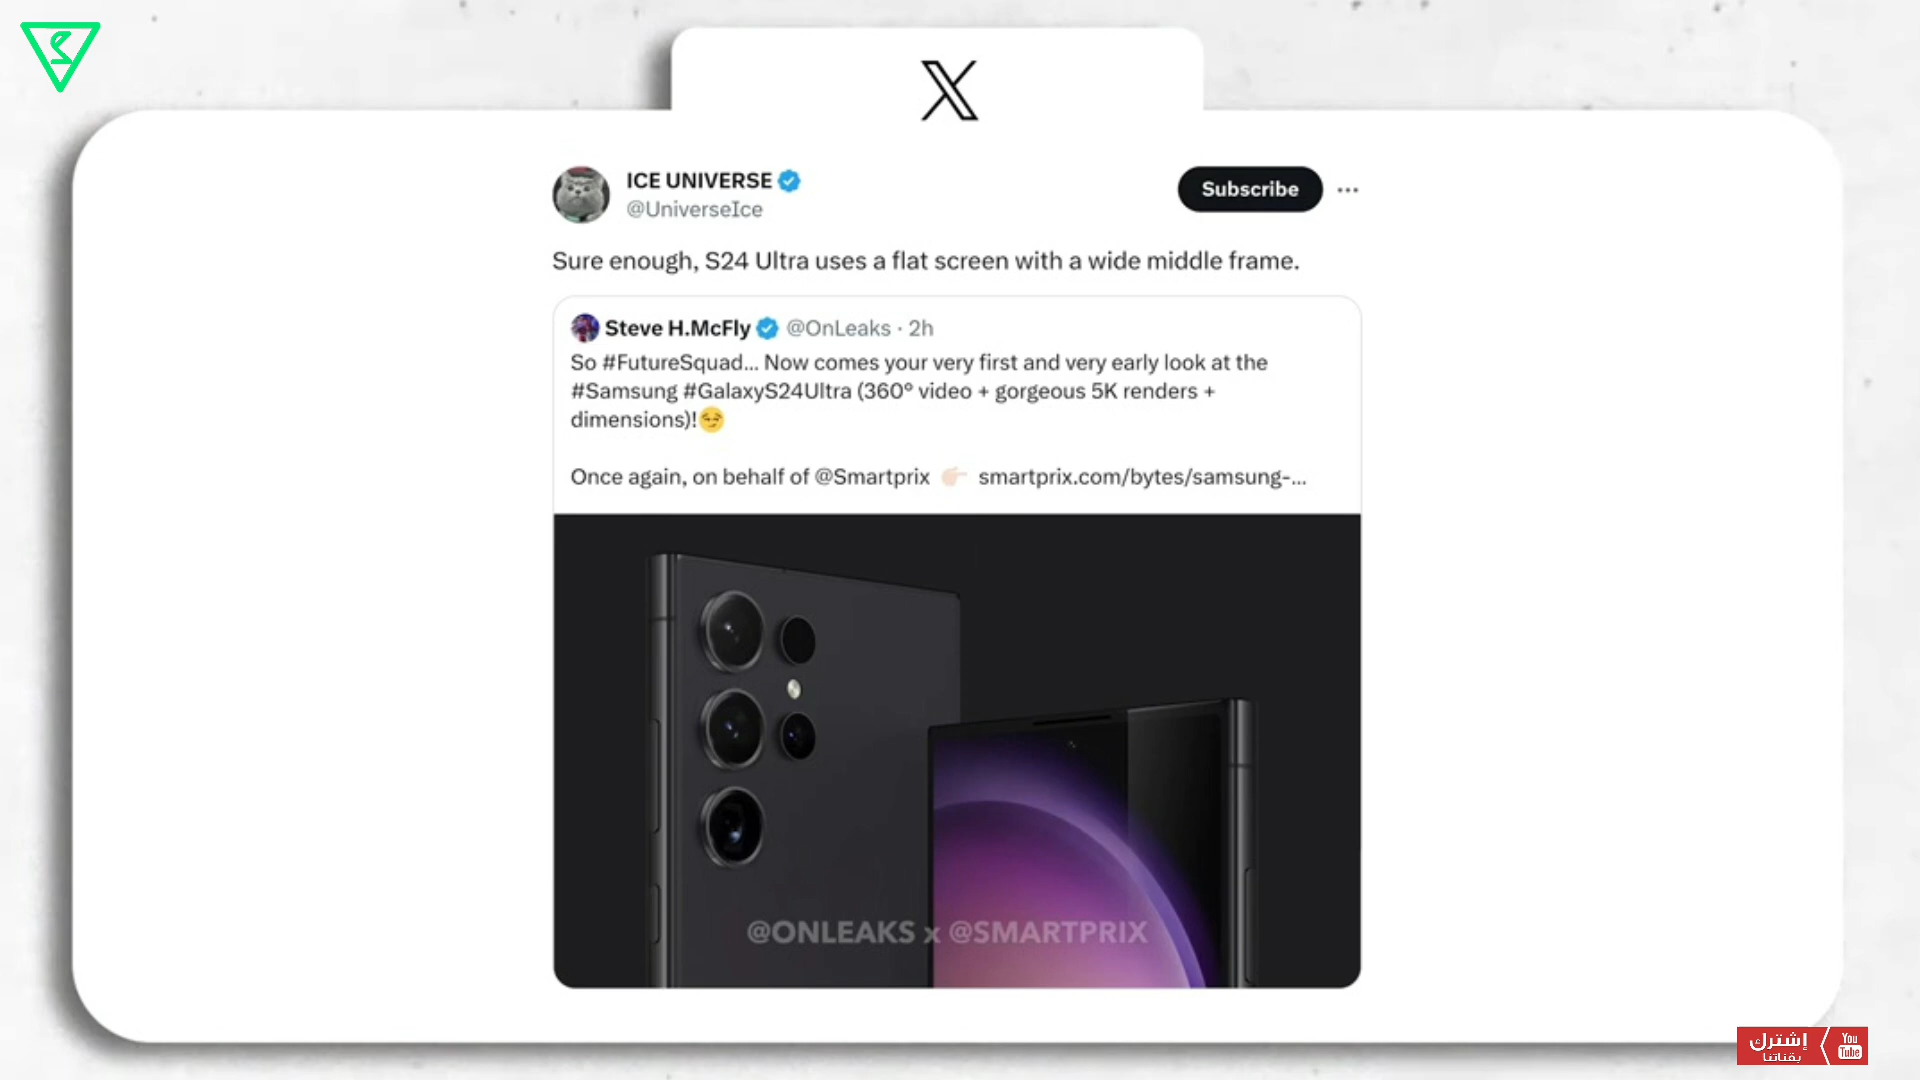 X
ICE UNIVERSE
@UniverseIce
Subscribe
Sure enough, S24 Ultra uses a flat screen with a wide middle frame.
Steve H.McFly @OnLeaks · 2h
So #FutureSquad... Now comes your very first and very early look at the
#Samsung #GalaxyS24Ultra (360° video + gorgeous 5K renders +
dimensions)!😏
Once again, on behalf of @Smartprix 👉🏻 smartprix.com/bytes/samsung-...
@ONLEAKS x @SMARTPRIX
إشترك
بقناتنا
You
Tube